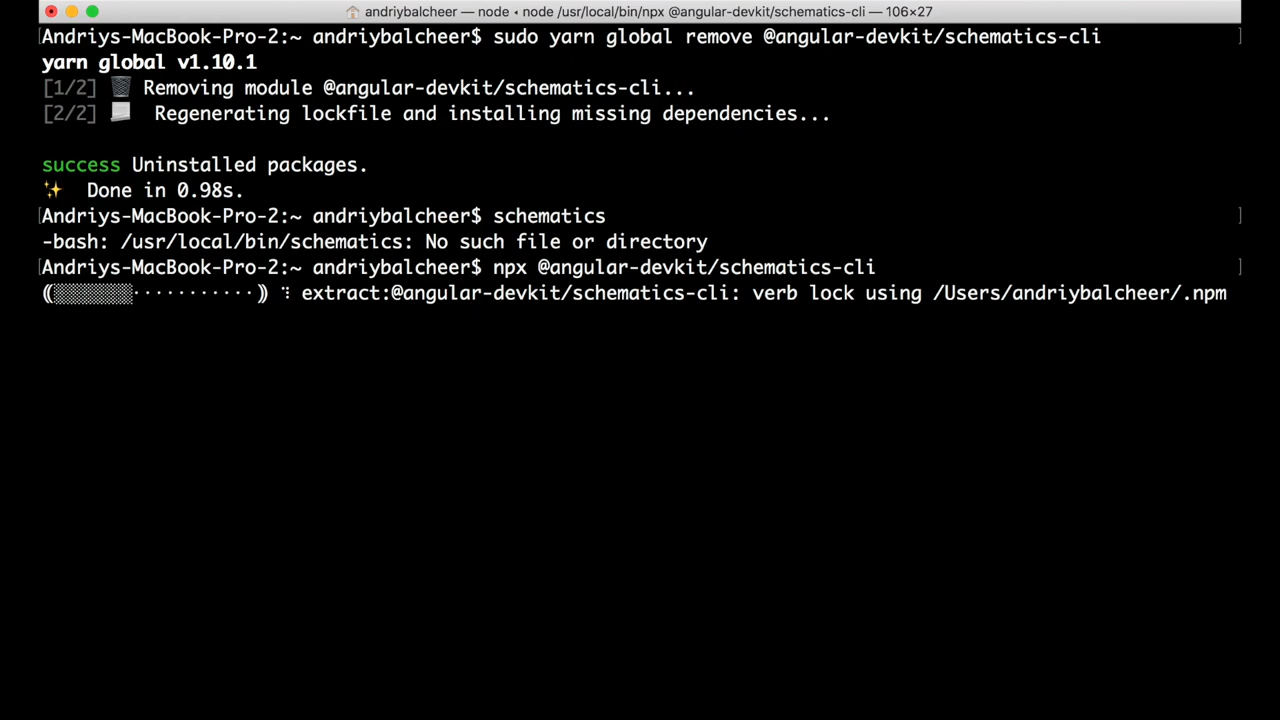 andriybalcheer — node ◂ node /usr/local/bin/npx @angular-devkit/schematics-cli — 106×27
[Andriys-MacBook-Pro-2:~ andriybalcheer$ sudo yarn global remove @angular-devkit/schematics-cli ]
yarn global v1.10.1
[1/2] 🗑 Removing module @angular-devkit/schematics-cli...
[2/2] 📃 Regenerating lockfile and installing missing dependencies...
success Uninstalled packages.
✨ Done in 0.98s.
[Andriys-MacBook-Pro-2:~ andriybalcheer$ schematics ]
-bash: /usr/local/bin/schematics: No such file or directory
[Andriys-MacBook-Pro-2:~ andriybalcheer$ npx @angular-devkit/schematics-cli ]
⸨░░░░░░░···········⸩ ⠹ extract:@angular-devkit/schematics-cli: verb lock using /Users/andriybalcheer/.npm